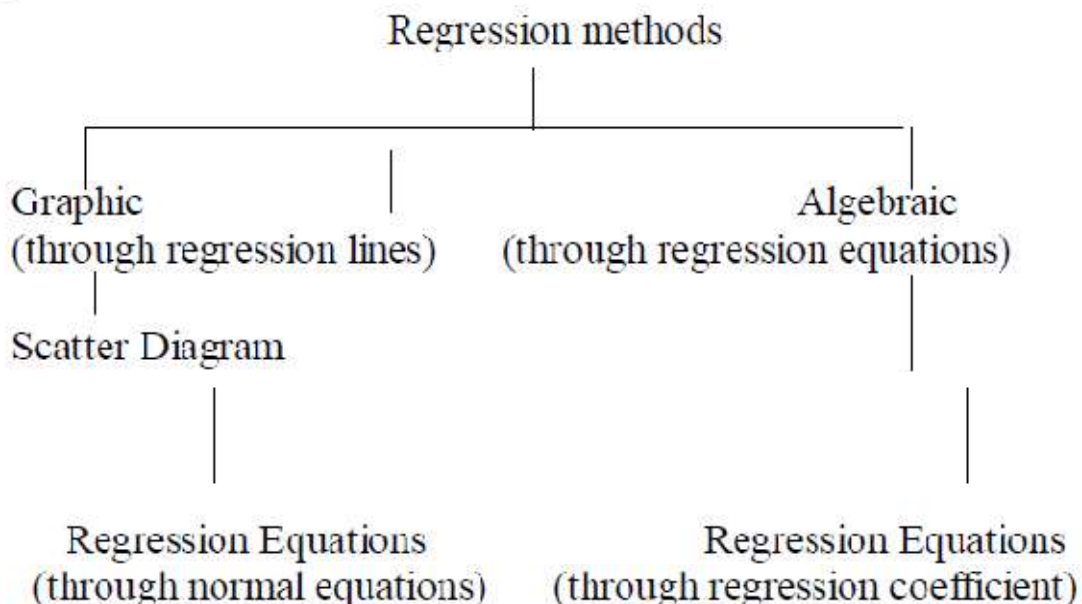 Regression methods
Graphic
Algebraic
(through regression lines)
(through regression equations)
Scatter Diagram
Regression Equations
(through normal equations)
Regression Equations
(through regression coefficient)